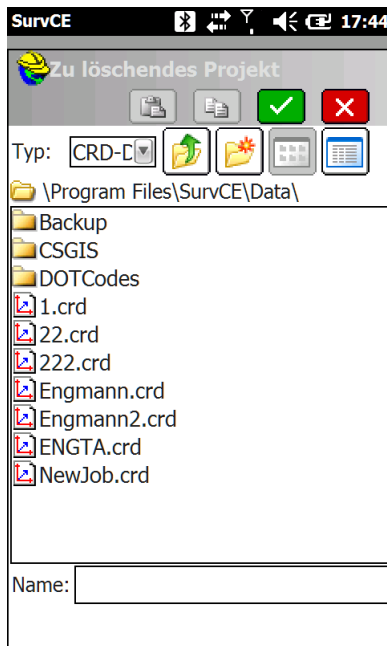 SurvCE 17:44
Zu löschendes Projekt
Typ: CRD-D
\Program Files\SurvCE\Data\
Backup
CSGIS
DOTCodes
1.crd
22.crd
222.crd
Engmann.crd
Engmann2.crd
ENGTA.crd
NewJob.crd
Name: